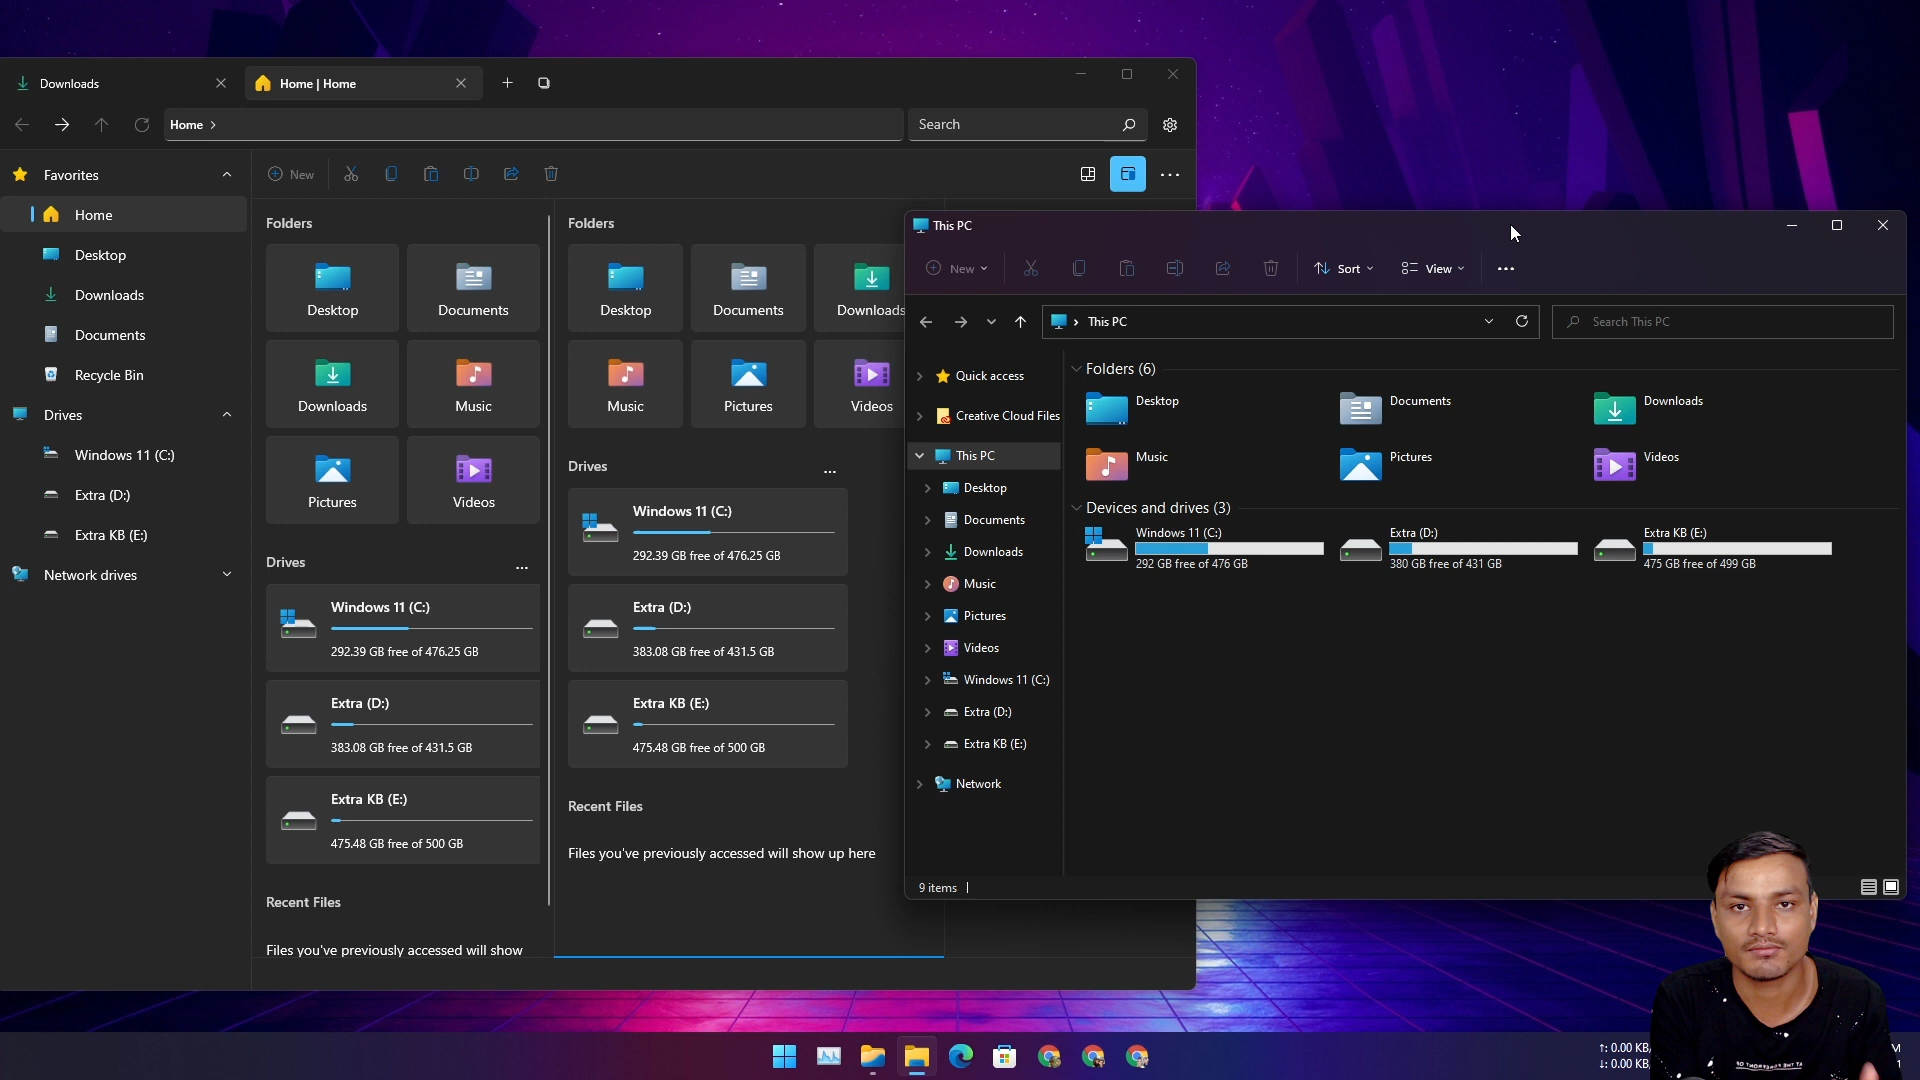 Downloads
Home | Home
Home >
Search
Favorites
New
Home
Desktop
Downloads
Documents
Recycle Bin
Drives
Windows 11 (C:)
Extra (D:)
Extra KB (E:)
Network drives
Folders
Desktop
Documents
Downloads
Music
Pictures
Videos
Drives
...
Windows 11 (C:)
292.39 GB free of 476.25 GB
Extra (D:)
383.08 GB free of 431.5 GB
Extra KB (E:)
475.48 GB free of 500 GB
Recent Files
Files you've previously accessed will show
Folders
Desktop
Documents
Downloads
Music
Pictures
Videos
Drives
...
Windows 11 (C:)
292.39 GB free of 476.25 GB
Extra (D:)
383.08 GB free of 431.5 GB
Extra KB (E:)
475.48 GB free of 500 GB
Recent Files
Files you've previously accessed will show up here
This PC
New
Sort
View
This PC
Search This PC
Quick access
Creative Cloud Files
This PC
Desktop
Documents
Downloads
Music
Pictures
Videos
Windows 11 (C:)
Extra (D:)
Extra KB (E:)
Network
Folders (6)
Desktop
Documents
Downloads
Music
Pictures
Videos
Devices and drives (3)
Windows 11 (C:)
292 GB free of 476 GB
Extra (D:)
380 GB free of 431 GB
Extra KB (E:)
475 GB free of 499 GB
9 items
↑: 0.00 KB
↓: 0.00 KB